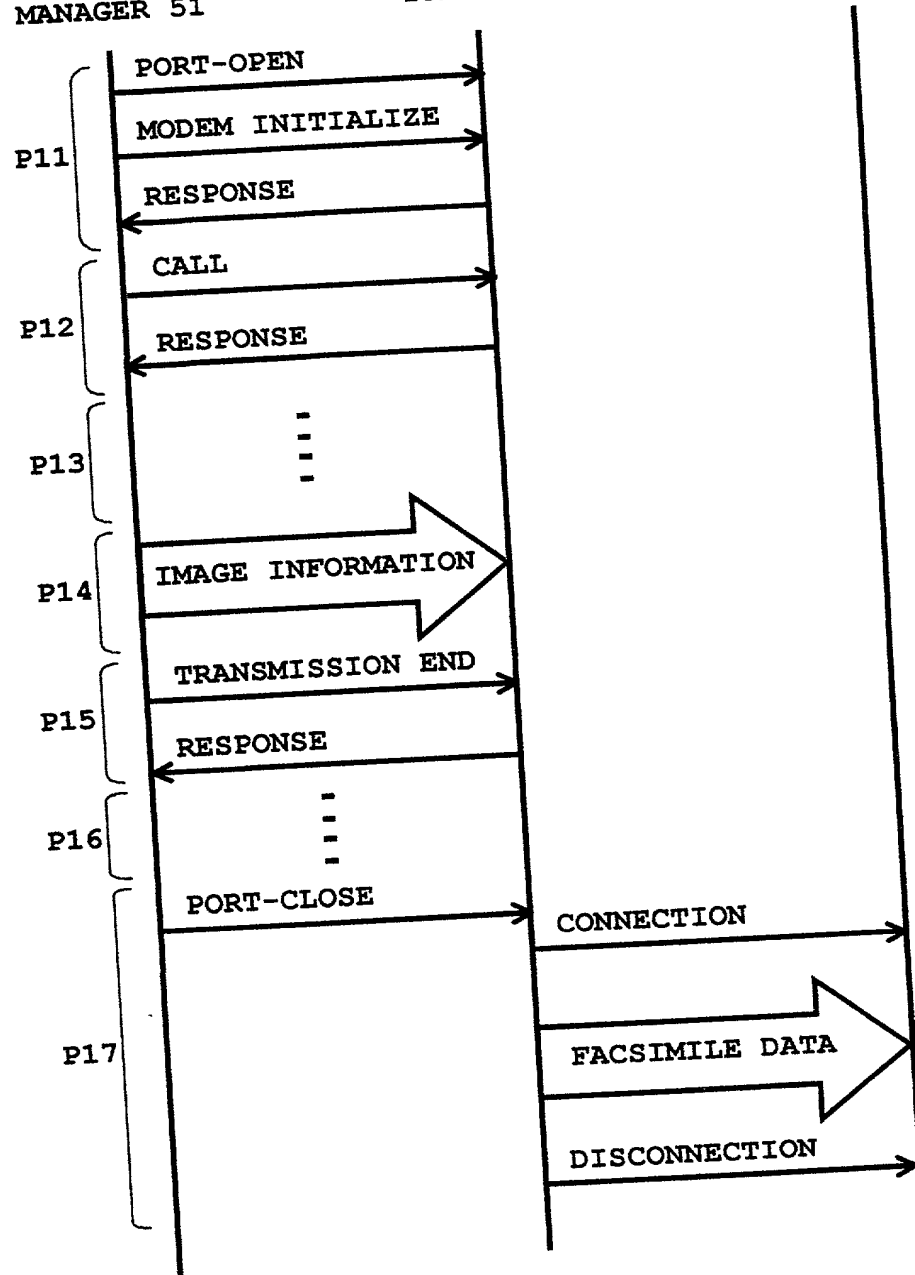 MANAGER 51
PORT-OPEN
MODEM INITIALIZE
P11
RESPONSE
CALL
P12
RESPONSE
P13
IMAGE INFORMATION
P14
TRANSMISSION END
P15
RESPONSE
P16
PORT-CLOSE
CONNECTION
P17
FACSIMILE DATA
DISCONNECTION